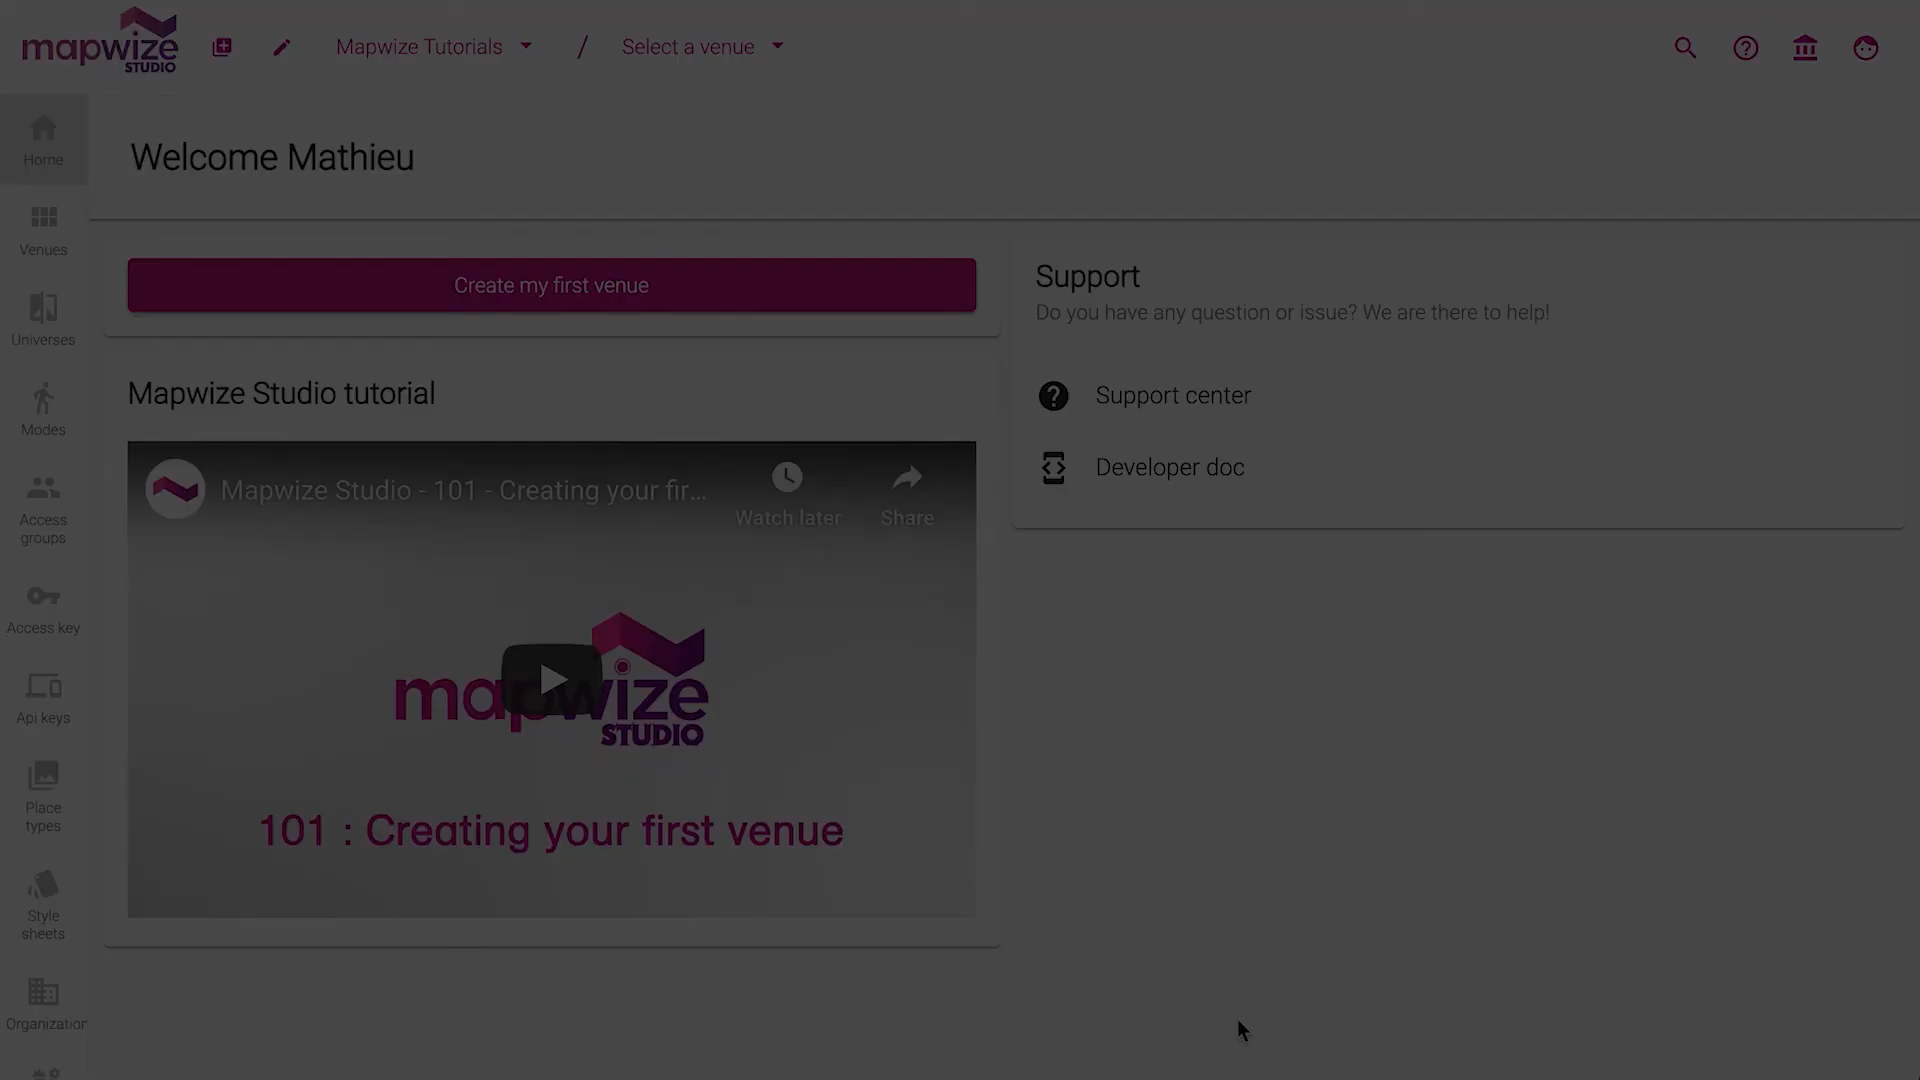 mapwize
STUDIO
Mapwize Tutorials / Select a venue
Home
Venues
Universes
Modes
Access
groups
Access key
Api keys
Place
types
Style
sheets
Organization
Welcome Mathieu
Create my first venue
Mapwize Studio tutorial
Mapwize Studio - 101 - Creating your fir...
Watch later
Share
mapwize
STUDIO
101 : Creating your first venue
Support
Do you have any question or issue? We are there to help!
Support center
Developer doc